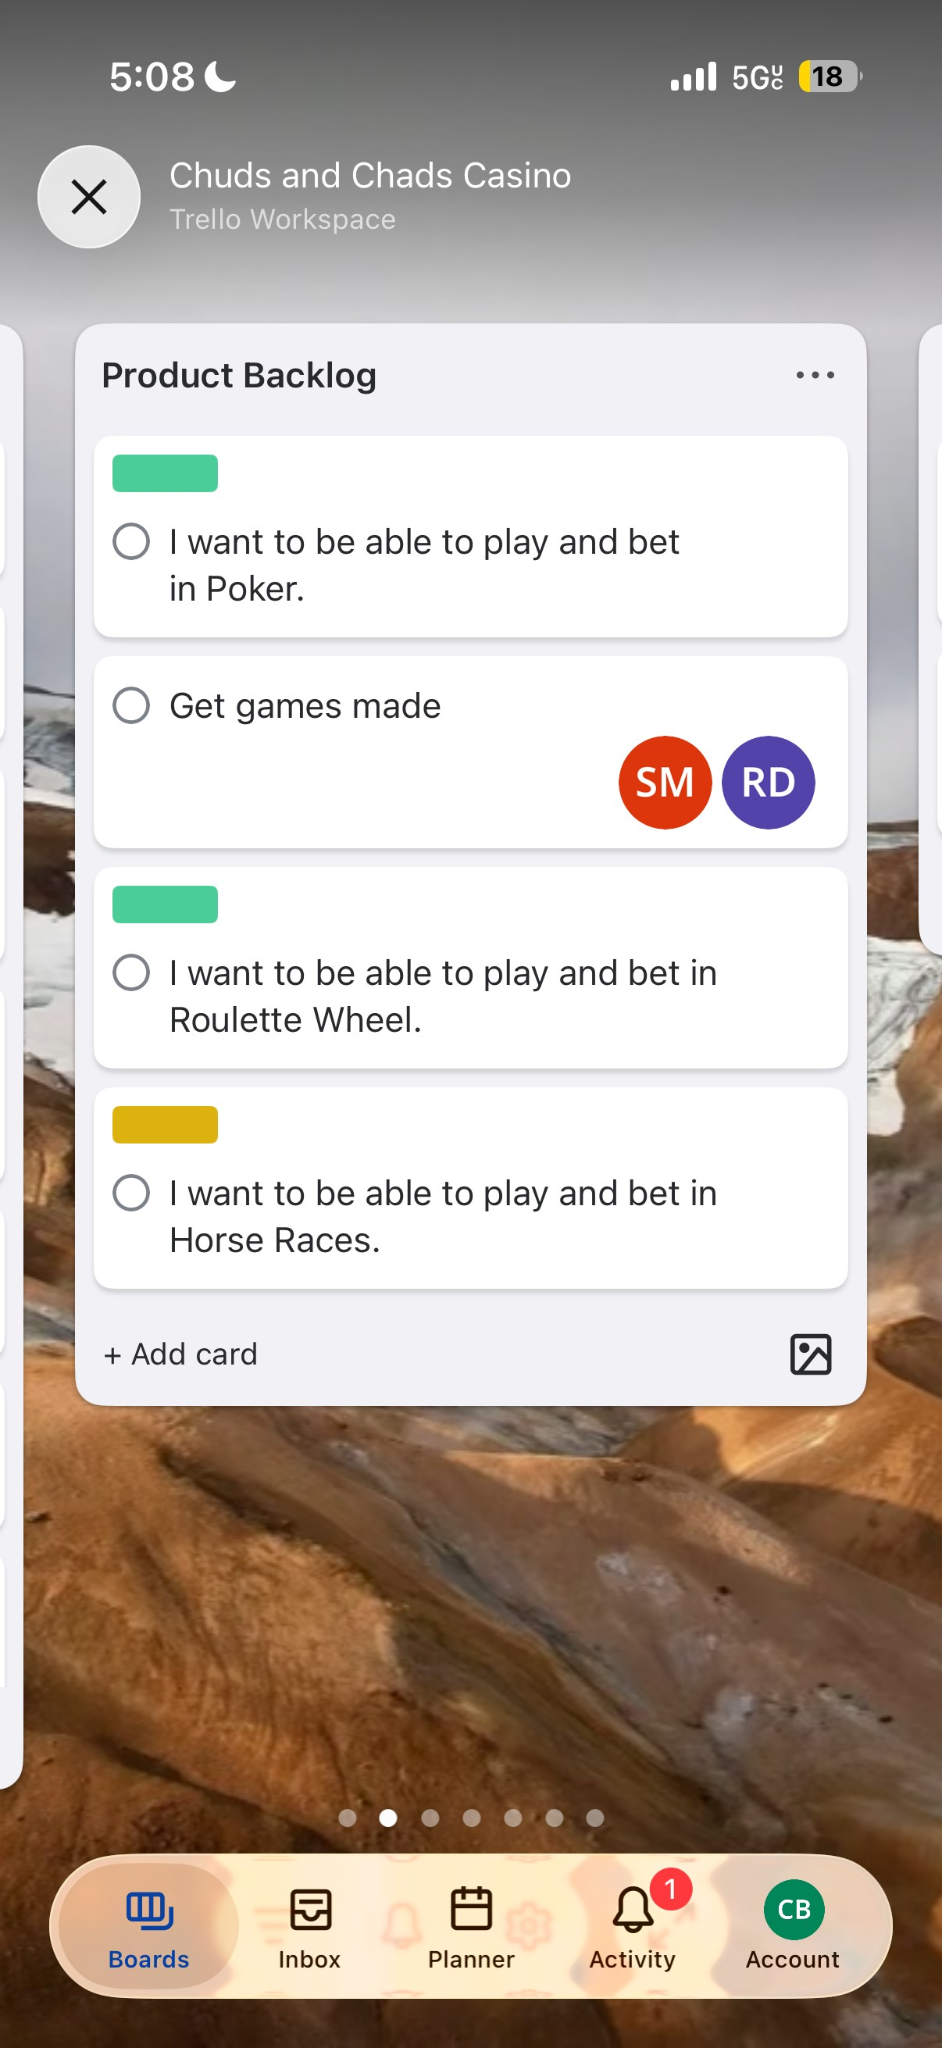 5:08
5G UC
18
Chuds and Chads Casino
Trello Workspace
Product Backlog
I want to be able to play and bet
in Poker.
Get games made
SM RD
I want to be able to play and bet in
Roulette Wheel.
I want to be able to play and bet in
Horse Races.
+ Add card
1
CB
Boards Inbox Planner Activity Account